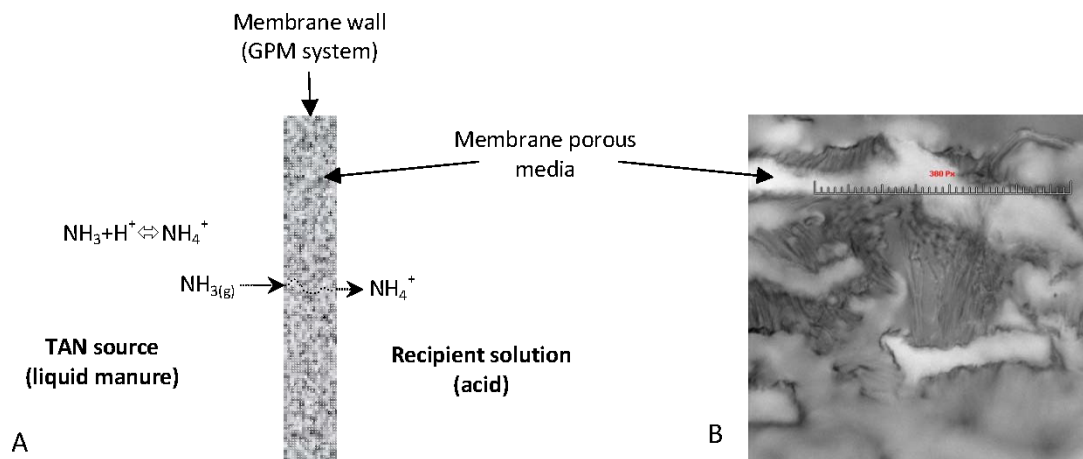 Membrane wall
(GPM system)
Membrane porous
media
380 Px
NH₃+H⁺⇔NH₄⁺
NH₃₍g₎
NH₄⁺
TAN source
(liquid manure)
Recipient solution
(acid)
A
B